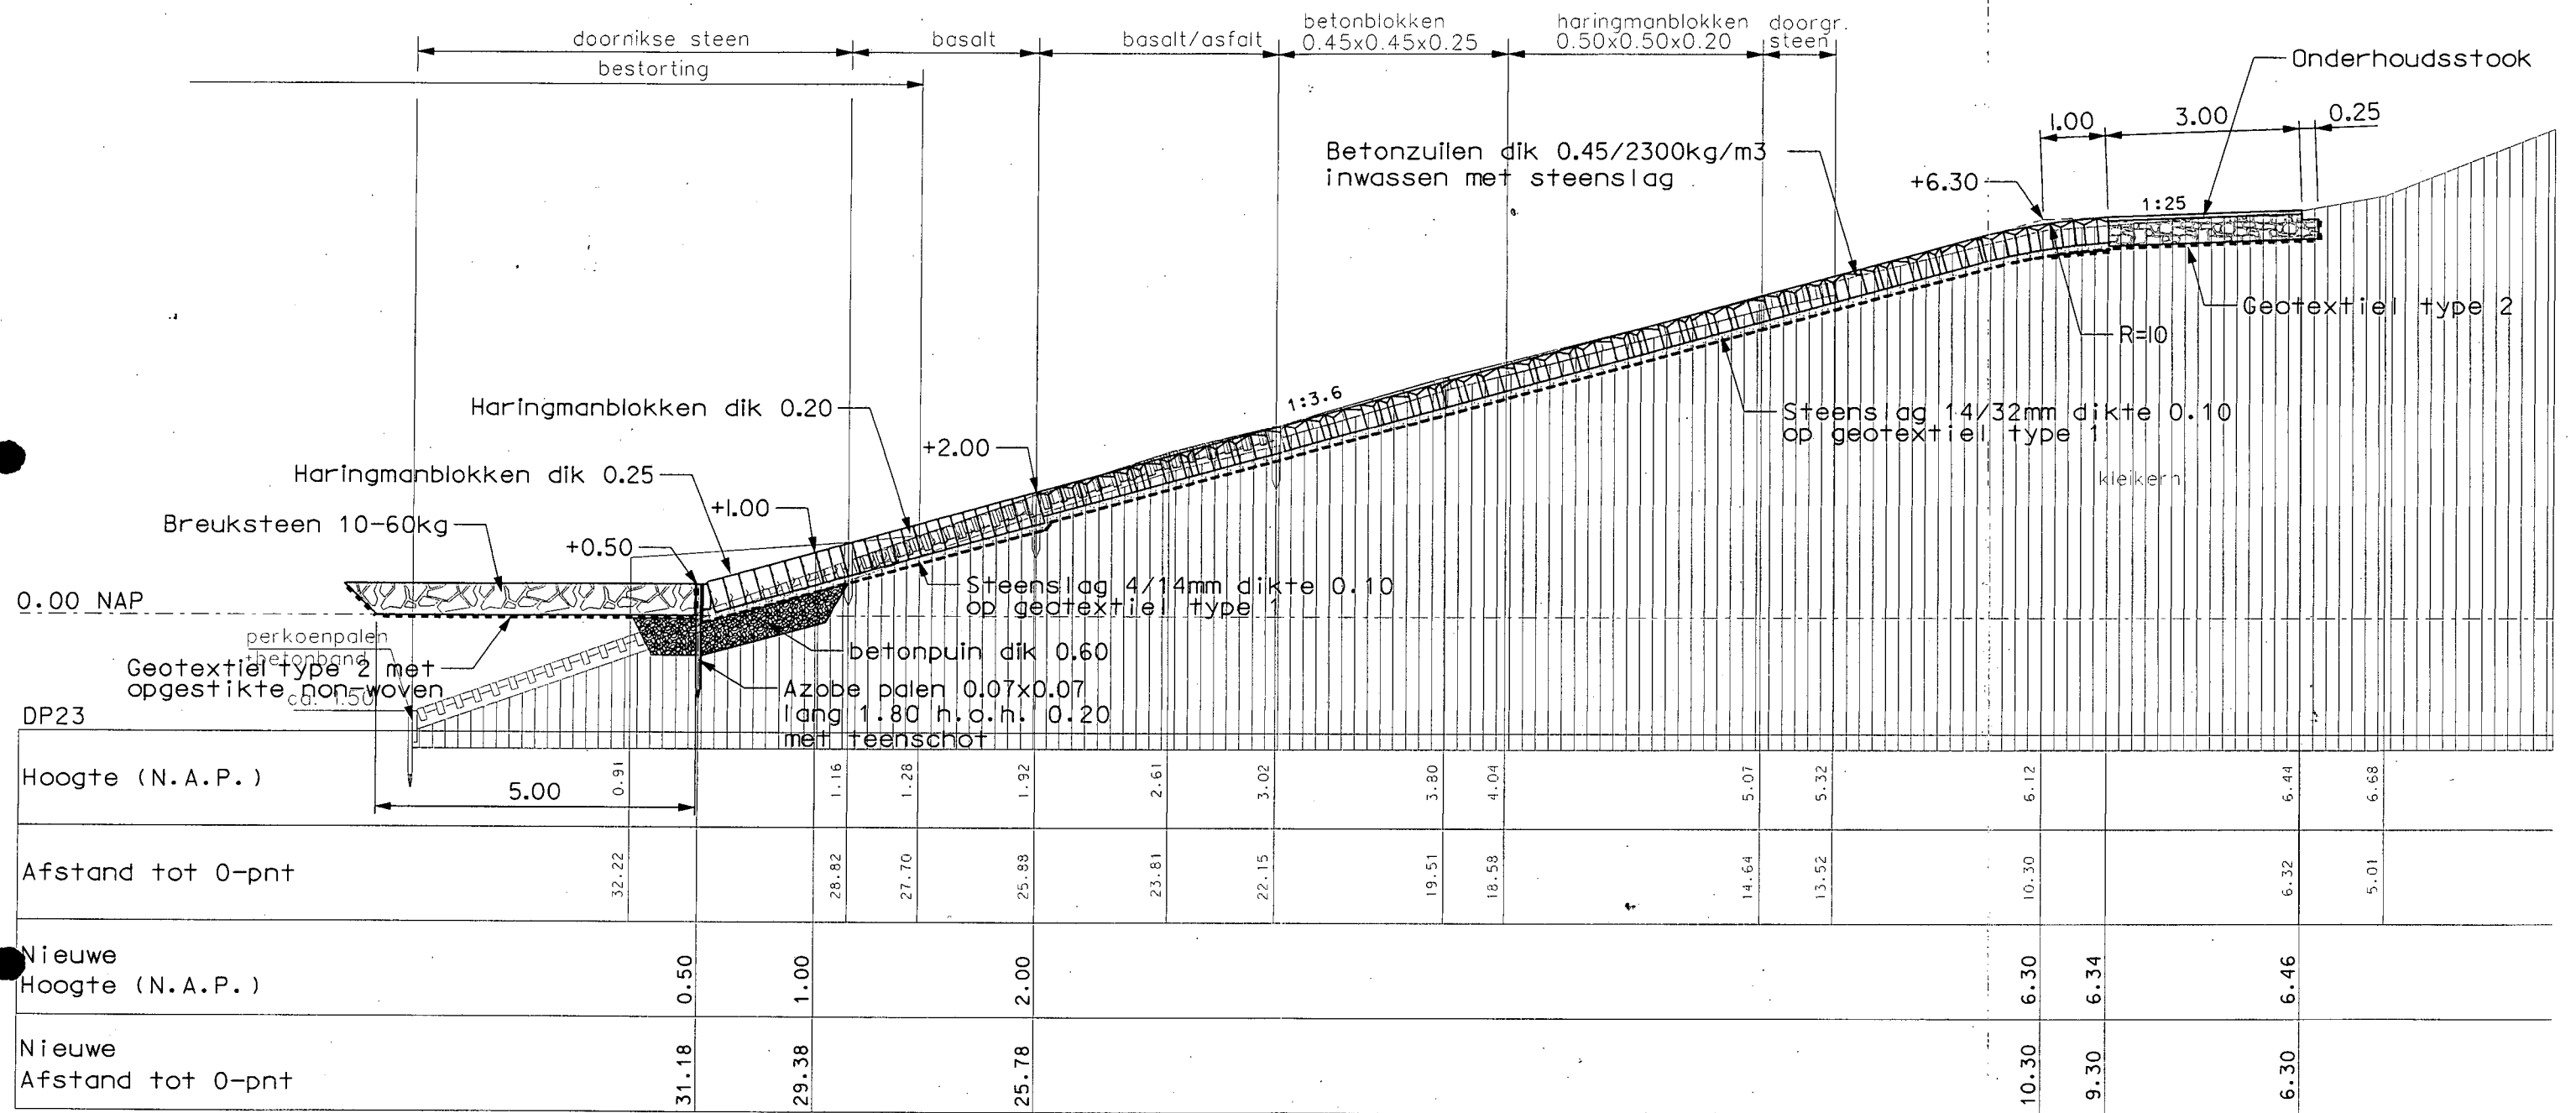 doornikse steen
basalt
basalt/asfalt
betonblokken
0.45x0.45x0.25
haringmanblokken
0.50x0.50x0.20
doorgr.
steen
bestorting
Onderhoudsstook
1.00
3.00
0.25
Betonzuilen dik 0.45/2300kg/m3
inwassen met steenslag
+6.30
1:25
Geotextiel type 2
R=10
Haringmanblokken dik 0.20
1:3.6
Steenslag 14/32mm dikte 0.10
op geotextiel type 1
+2.00
Haringmanblokken dik 0.25
kleikern
+1.00
Breuksteen 10-60kg
+0.50
Steenslag 4/14mm dikte 0.10
op geotextiel type 1
0.00 NAP
perkoenpalen
+betonband
betonpuin dik 0.60
Geotextiel type 2 met
opgestikte non-woven
ca. 1.50
Azobe palen 0.07x0.07
lang 1.80 h.o.h. 0.20
met teenschot
DP23
Hoogte (N.A.P.)
0.91
1.16
1.28
1.92
2.61
3.02
3.80
4.04
5.07
5.32
6.12
6.44
6.68
5.00
Afstand tot 0-pnt
32.22
28.82
27.70
25.88
23.81
22.15
19.51
18.58
14.64
13.52
10.30
6.32
5.01
Nieuwe
Hoogte (N.A.P.)
0.50
1.00
2.00
6.30
6.34
6.46
Nieuwe
Afstand tot 0-pnt
31.18
29.38
25.78
10.30
9.30
6.30